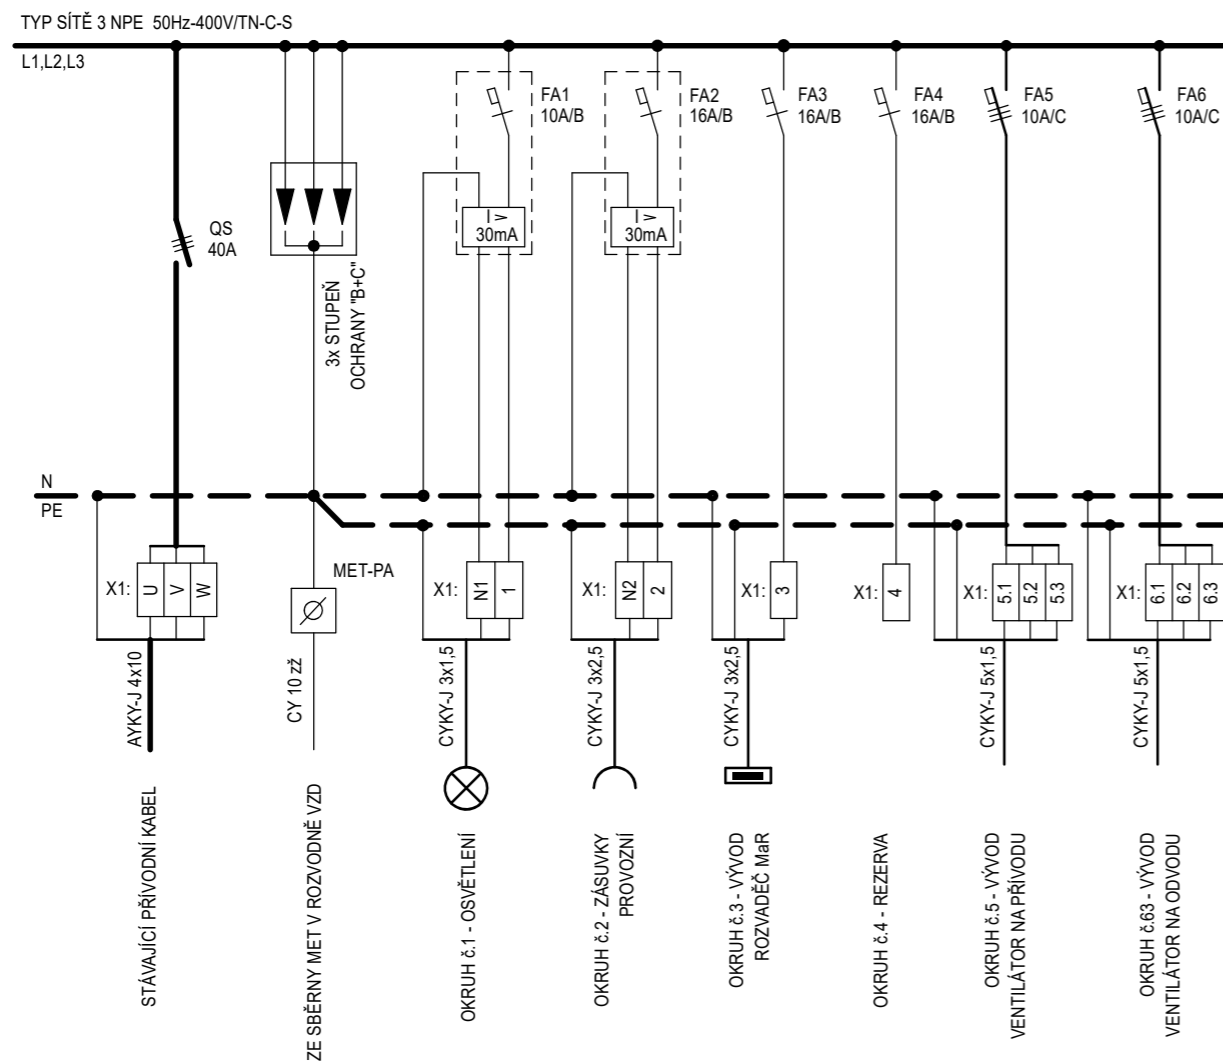 TYP SÍTĚ 3 NPE 50Hz-400V/TN-C-S
L1,L2,L3
FA1
10A/B
FA2
16A/B
FA3
16A/B
FA4
16A/B
FA5
10A/C
FA6
10A/C
QS
40A
I >
30mA
I >
30mA
3x STUPEŇ
OCHRANY "B+C"
N
PE
MET-PA
X1:
U
V
W
X1:
N1
1
X1:
N2
2
X1:
3
X1:
4
X1:
5.1
5.2
5.3
X1:
6.1
6.2
6.3
AYKY-J 4x10
CY 10 zž
CYKY-J 3x1,5
CYKY-J 3x2,5
CYKY-J 3x2,5
CYKY-J 5x1,5
CYKY-J 5x1,5
STÁVAJÍCÍ PŘÍVODNÍ KABEL
ZE SBĚRNY MET V ROZVODNĚ VZD
OKRUH č.1 - OSVĚTLENÍ
OKRUH č.2 - ZÁSUVKY
PROVOZNÍ
OKRUH č.3 - VÝVOD
ROZVADĚČ MaR
OKRUH č.4 - REZERVA
OKRUH č.5 - VÝVOD
VENTILÁTOR NA PŘÍVODU
OKRUH č.63 - VÝVOD
VENTILÁTOR NA ODVODU